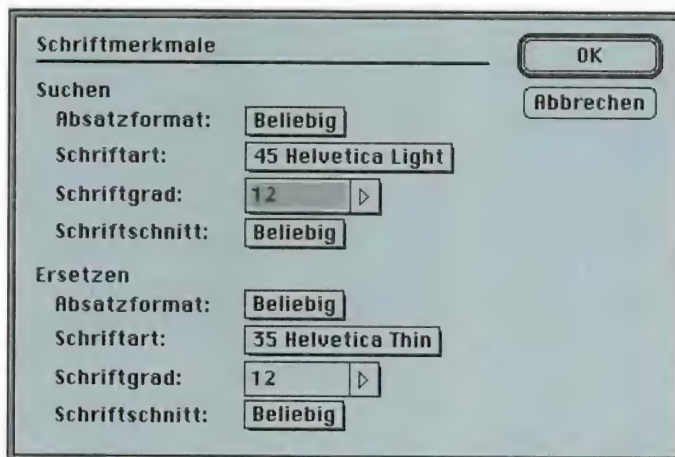 Schriftmerkmale
OK
Abbrechen
Suchen
Absatzformat: Beliebig
Schriftart: 45 Helvetica Light
Schriftgrad: 12
Schriftschnitt: Beliebig
Ersetzen
Absatzformat: Beliebig
Schriftart: 35 Helvetica Thin
Schriftgrad: 12
Schriftschnitt: Beliebig